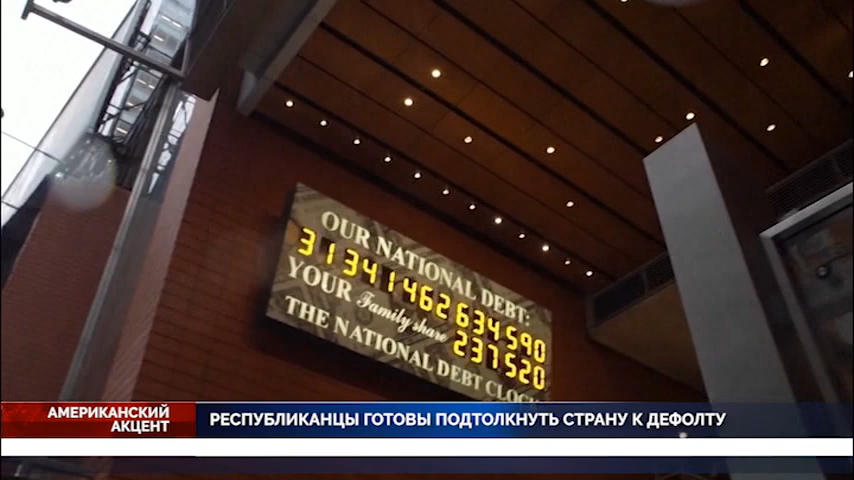 OUR NATIONAL DEBT:
31341462634590
YOUR Family share 237520
THE NATIONAL DEBT CLOCK
АМЕРИКАНСКИЙ
АКЦЕНТ
РЕСПУБЛИКАНЦЫ ГОТОВЫ ПОДТОЛКНУТЬ СТРАНУ К ДЕФОЛТУ